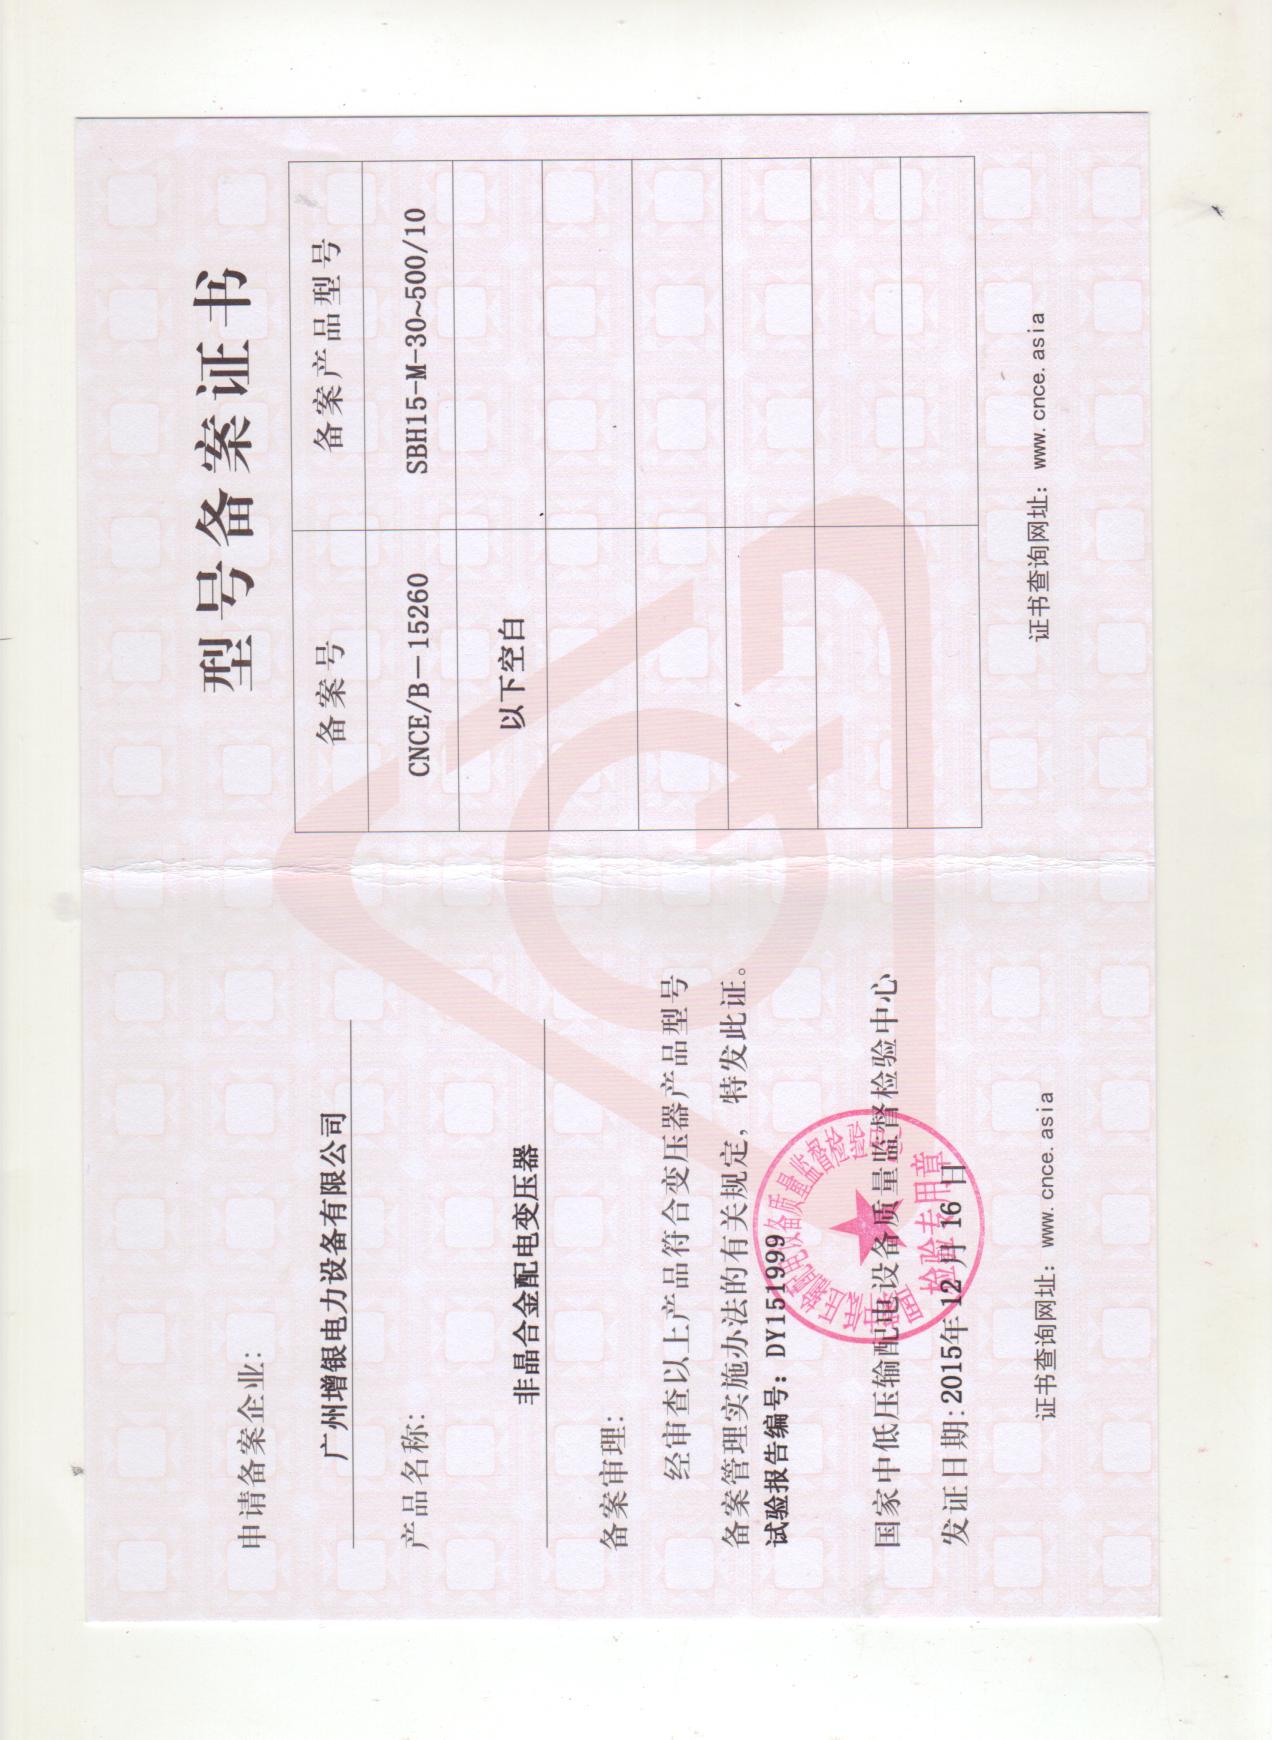 申请备案企业：
广州增银电力设备有限公司
产品名称：
非晶合金配电变压器
备案审理：
经审查以上产品符合变压器产品型号
备案管理实施办法的有关规定，特发此证。
试验报告编号：DY151999
国家中低压输配电设备质量监督检验中心
发证日期：2015年12月16日
检验专用章
证书查询网址：www.cnce.asia
型号备案证书
备案号 备案产品型号
CNCE/B—15260 SBH15-M-30~500/10
以下空白
证书查询网址：www.cnce.asia